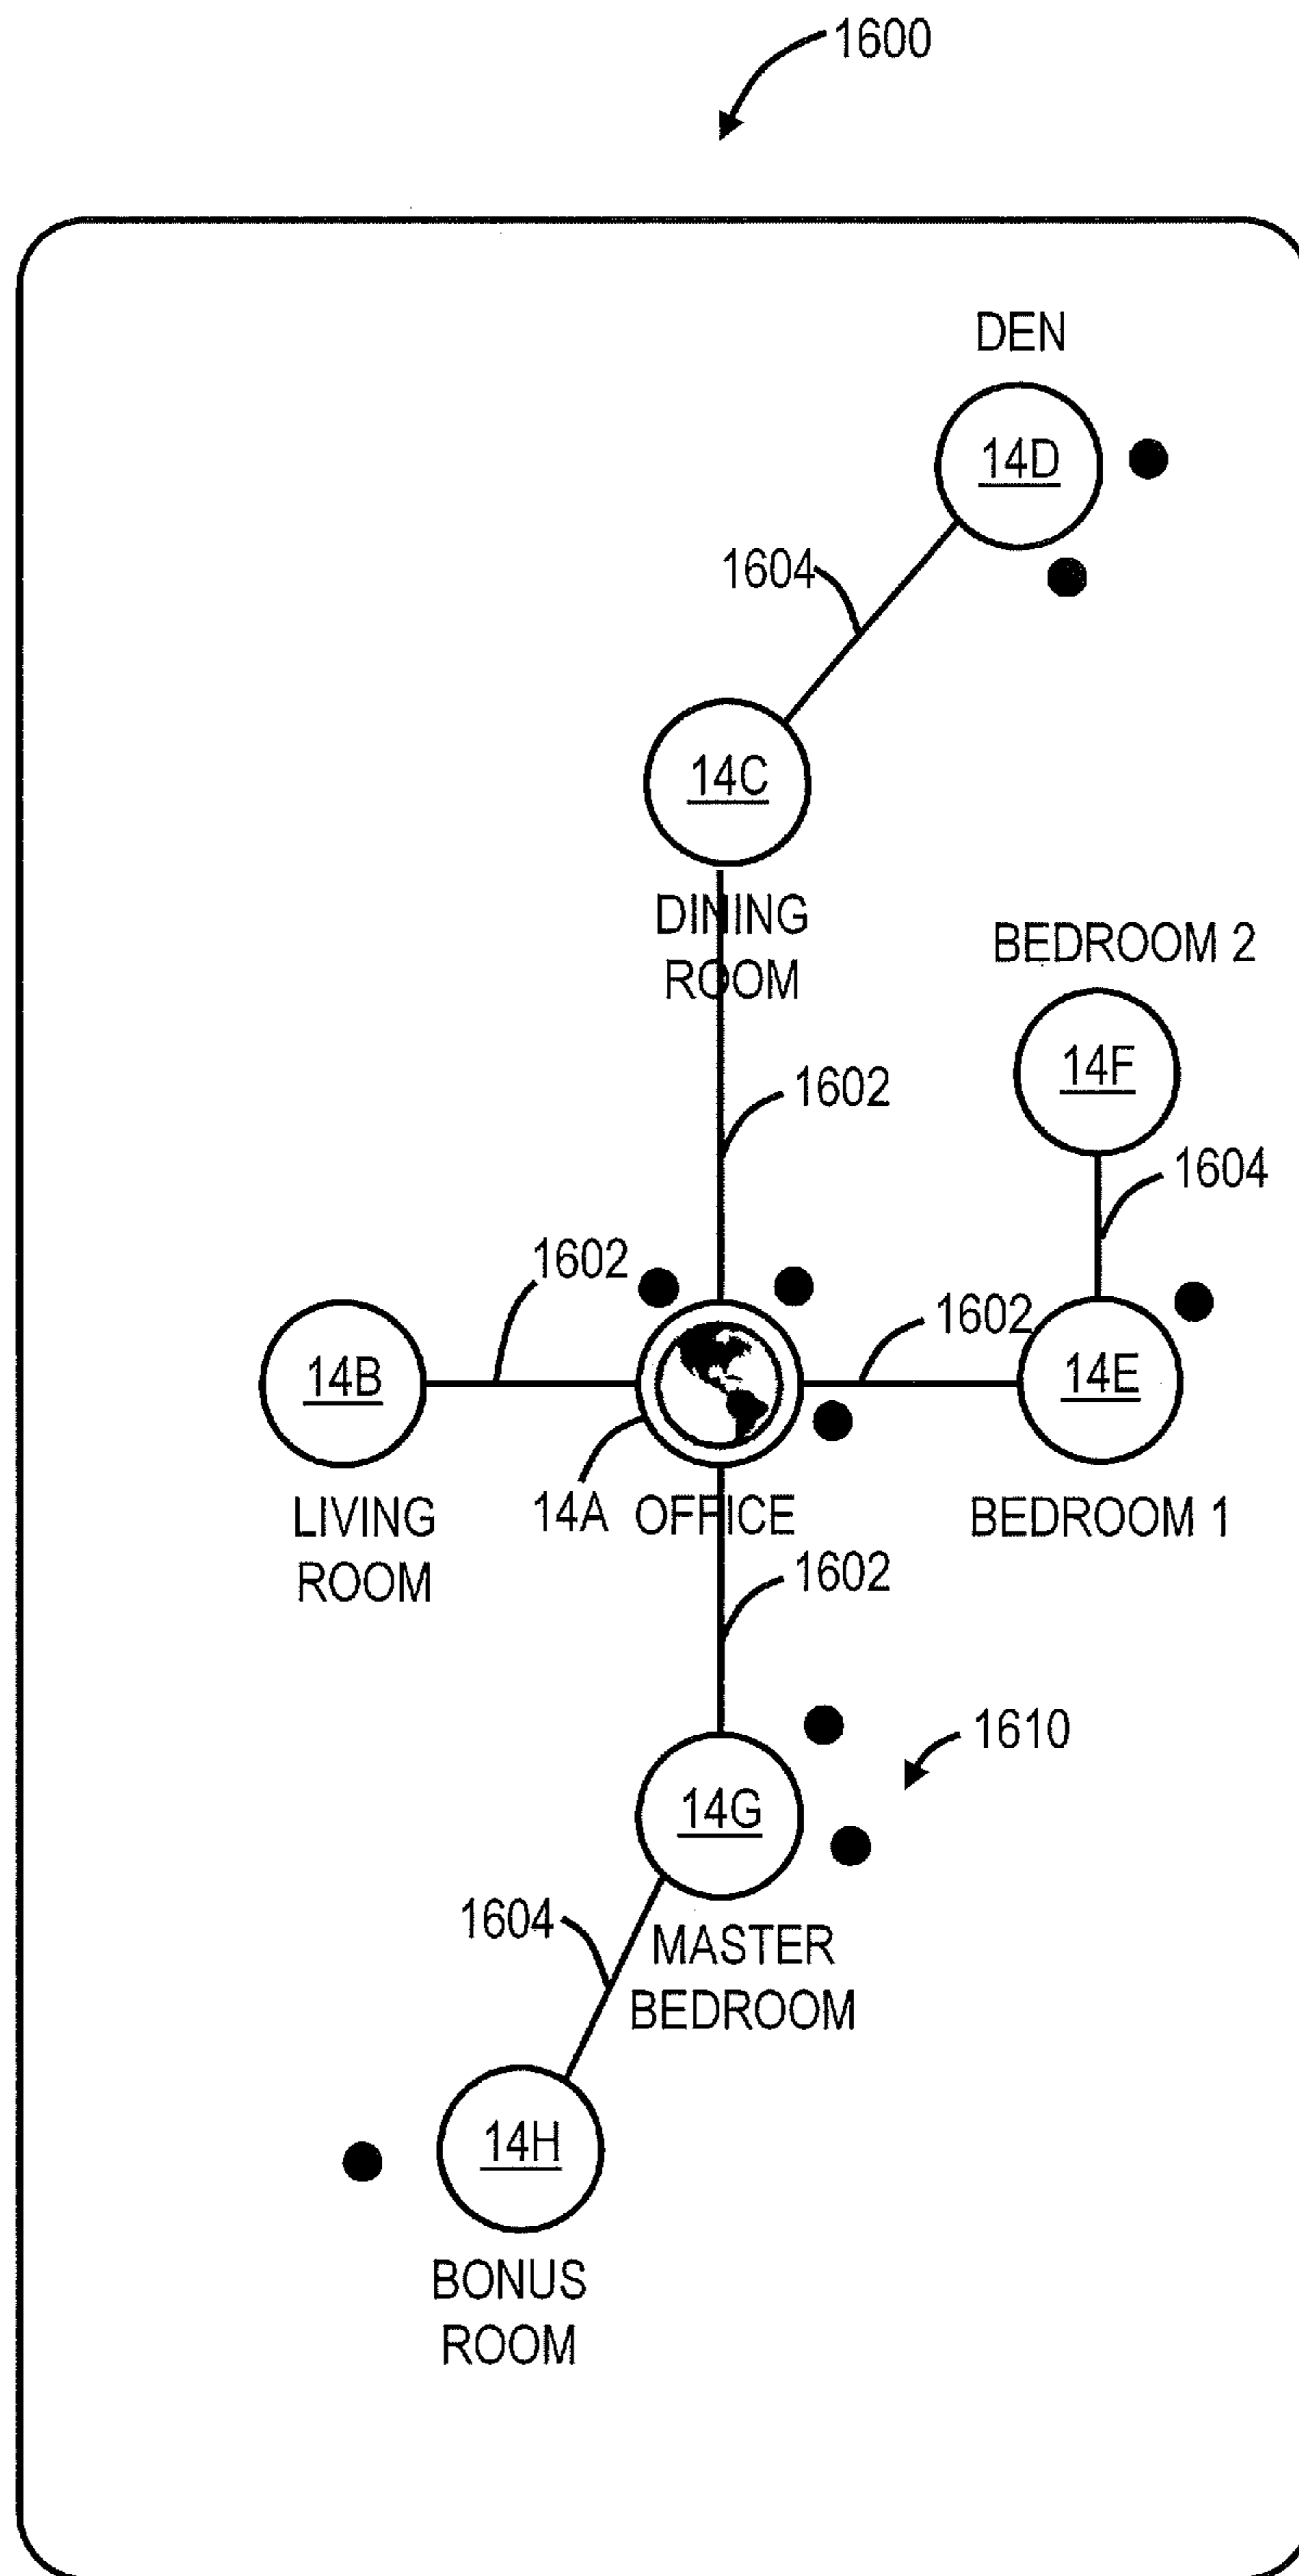 1600
DEN
14D
1604
14C
DINING
ROOM
BEDROOM 2
14F
1602
1604
1602
1602
14B
14E
LIVING
ROOM
14A
OFFICE
BEDROOM 1
1602
1610
14G
1604
MASTER
BEDROOM
14H
BONUS
ROOM